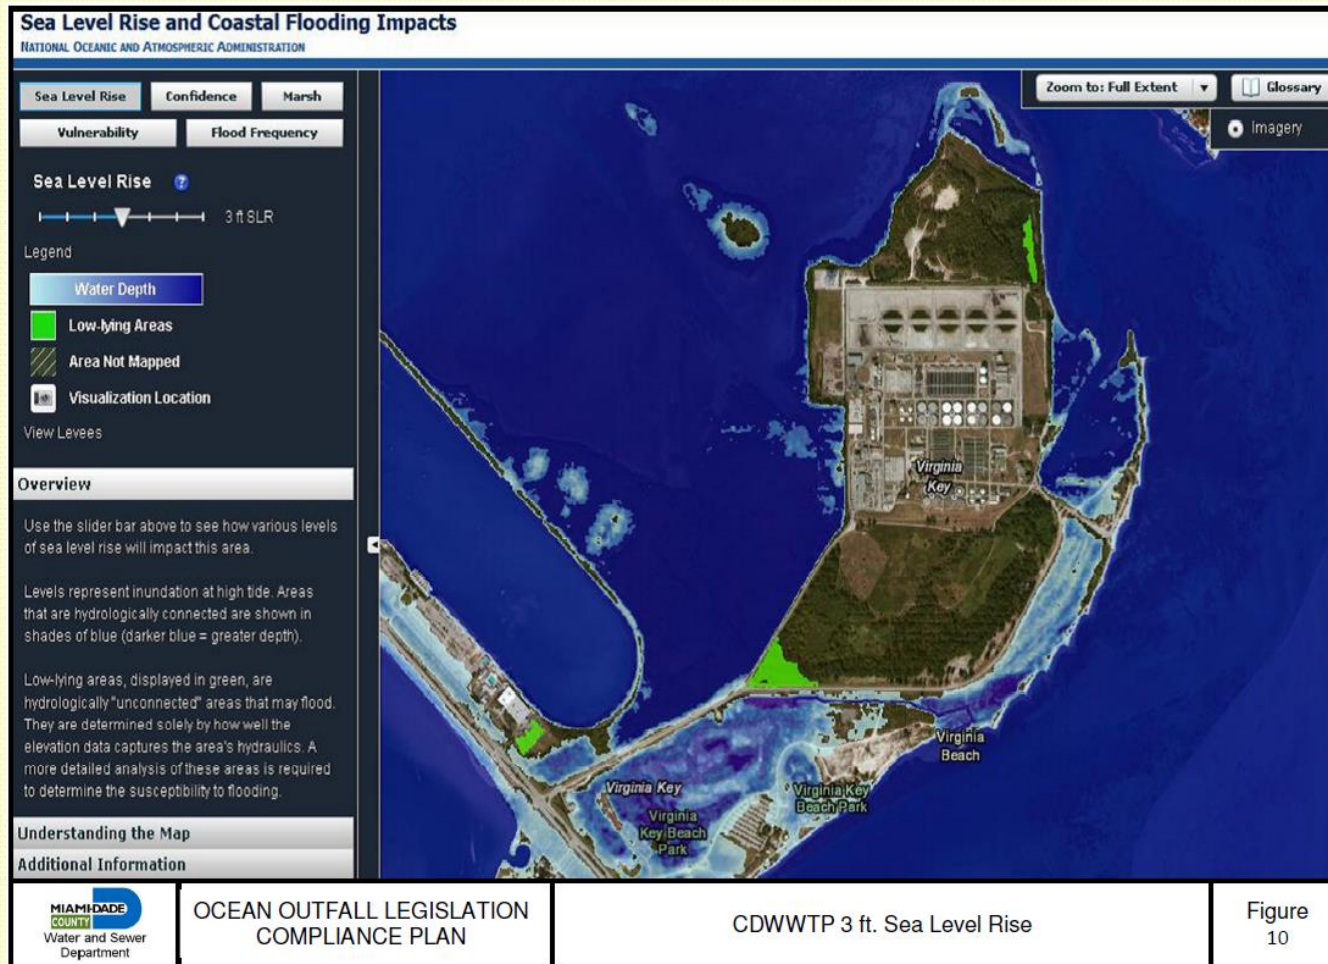 Sea Level Rise and Coastal Flooding Impacts
NATIONAL OCEANIC AND ATMOSPHERIC ADMINISTRATION
Sea Level Rise
Confidence
Marsh
Vulnerability
Flood Frequency
Sea Level Rise ?
3 ft SLR
Legend
Water Depth
Low-lying Areas
Area Not Mapped
Visualization Location
View Levees
Overview
Use the slider bar above to see how various levels
of sea level rise will impact this area.
Levels represent inundation at high tide. Areas
that are hydrologically connected are shown in
shades of blue (darker blue = greater depth).
Low-lying areas, displayed in green, are
hydrologically "unconnected" areas that may flood.
They are determined solely by how well the
elevation data captures the area's hydraulics. A
more detailed analysis of these areas is required
to determine the susceptibility to flooding.
Understanding the Map
Additional Information
Zoom to: Full Extent
Glossary
Imagery
Virginia
Key
Virginia
Beach
Virginia Key
Virginia Key
Beach Park
Virginia
Key Beach
Park
MIAMI-DADE
COUNTY
Water and Sewer
Department
OCEAN OUTFALL LEGISLATION
COMPLIANCE PLAN
CDWWTP 3 ft. Sea Level Rise
Figure
10